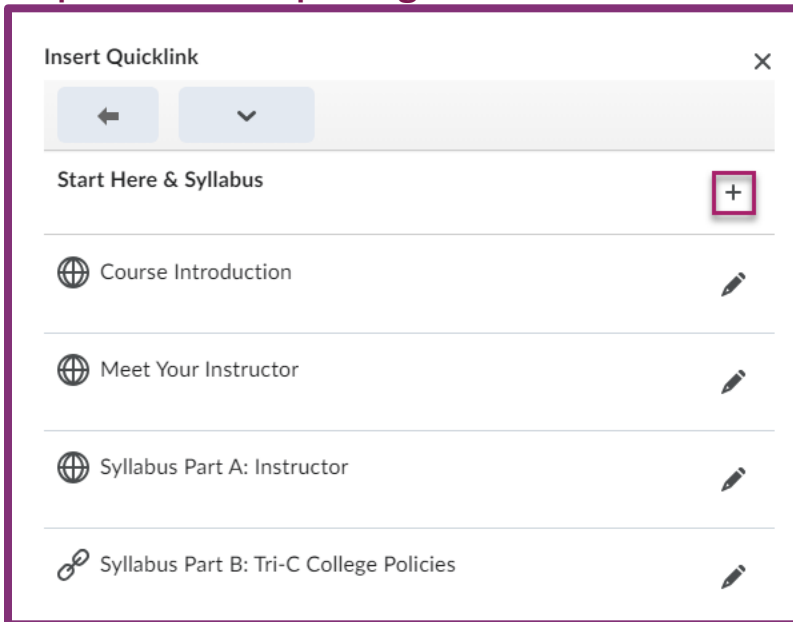 Insert Quicklink
Start Here & Syllabus
Course Introduction
Meet Your Instructor
Syllabus Part A: Instructor
Syllabus Part B: Tri-C College Policies